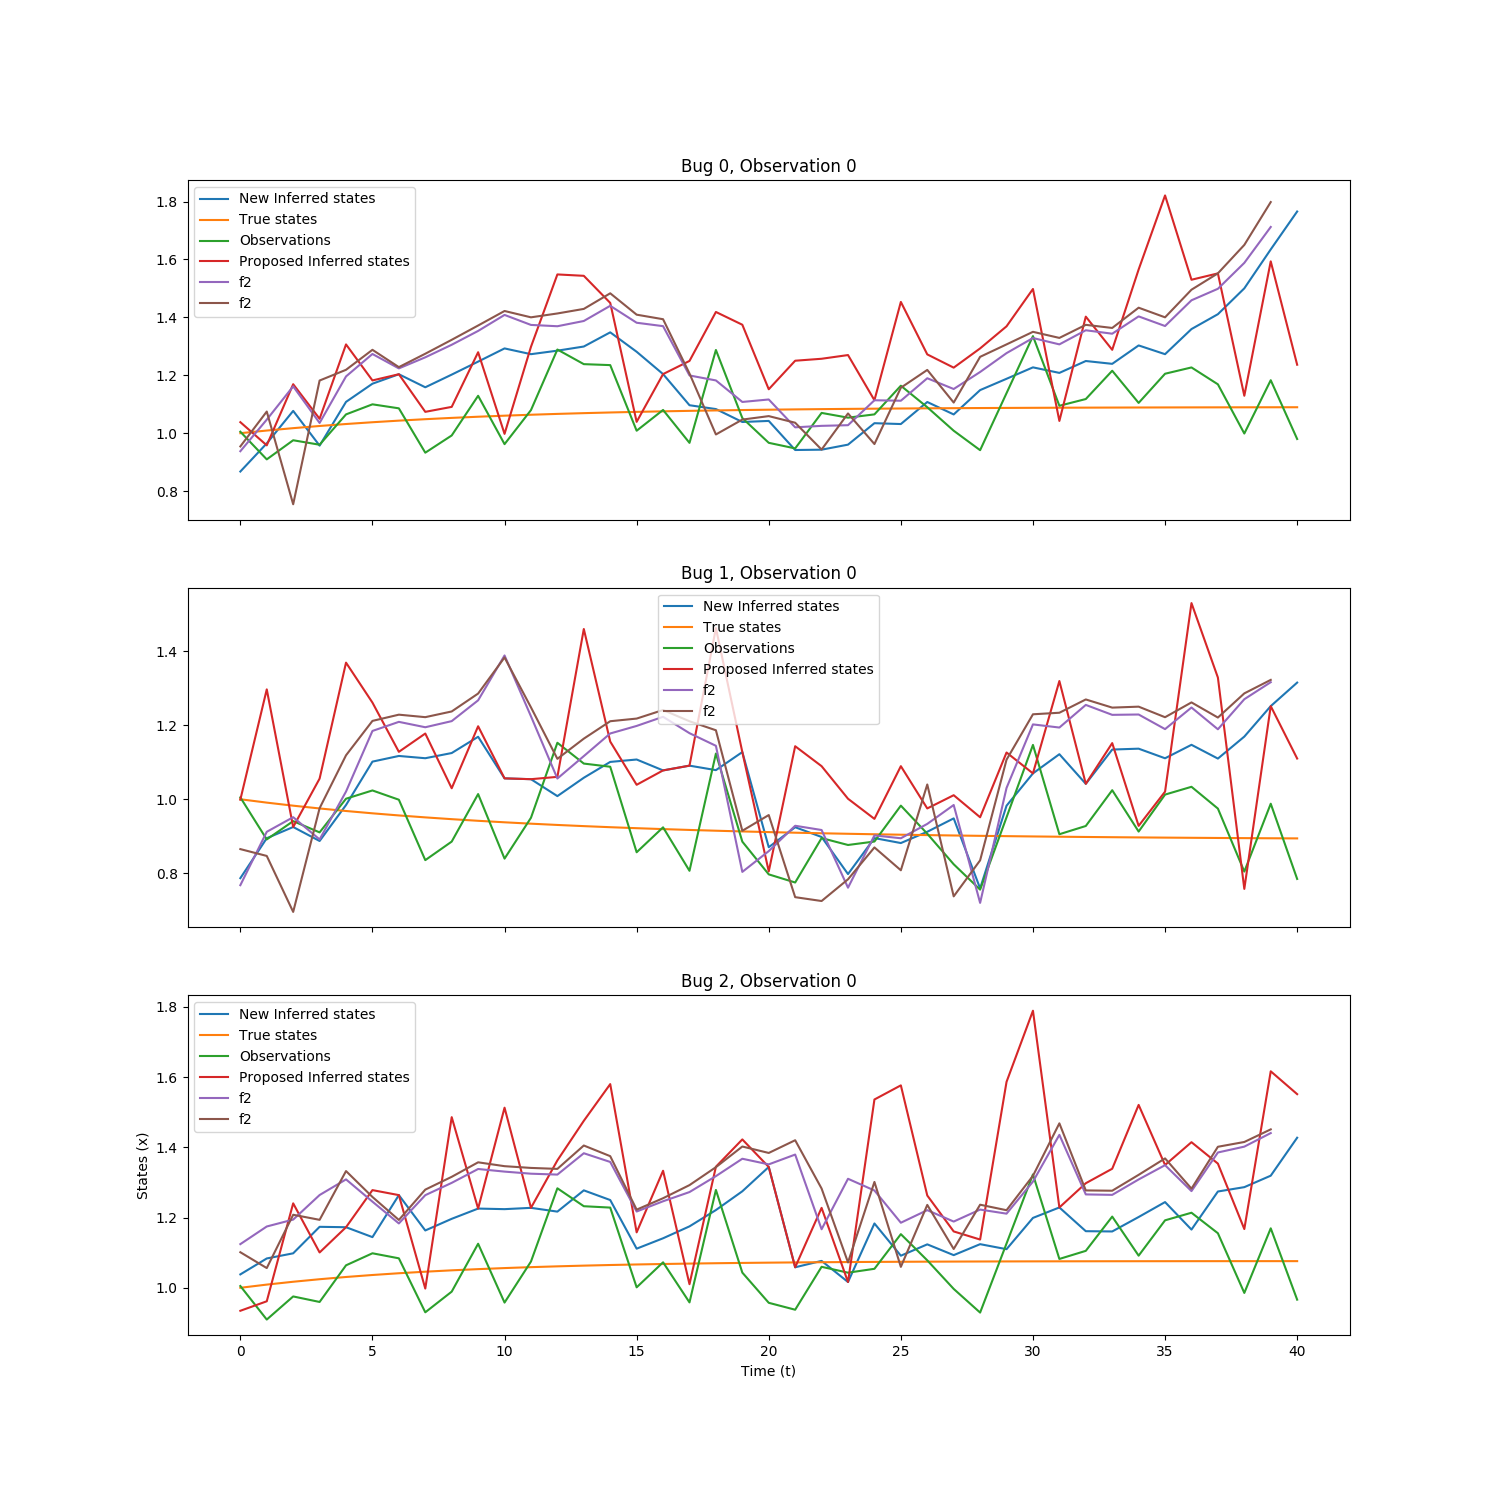 Bug 0, Observation 0
New Inferred states
True states
Observations
Proposed Inferred states
f2
f2
1.8
1.6
1.4
1.2
1.0
0.8
Bug 1, Observation 0
New Inferred states
True states
Observations
Proposed Inferred states
f2
f2
1.4
1.2
1.0
0.8
Bug 2, Observation 0
New Inferred states
True states
Observations
Proposed Inferred states
f2
f2
1.8
1.6
1.4
1.2
1.0
States (x)
0 5 10 15 20 25 30 35 40
Time (t)